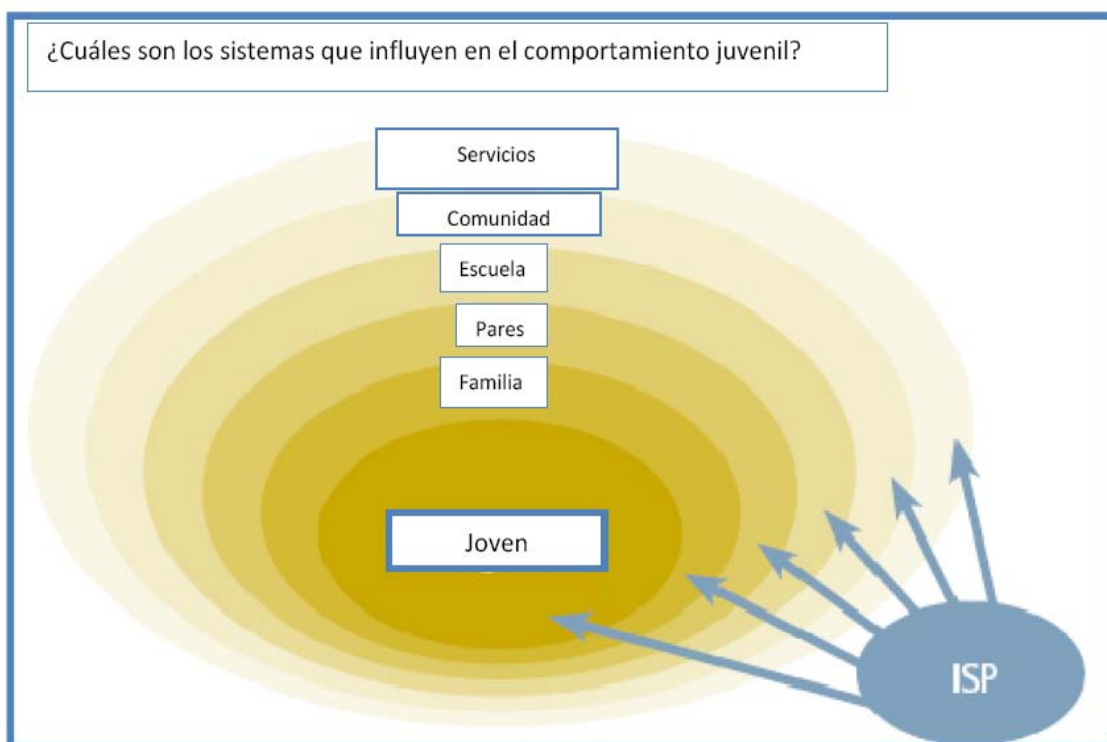 ¿Cuáles son los sistemas que influyen en el comportamiento juvenil?
Servicios
Comunidad
Escuela
Pares
Familia
Joven
ISP